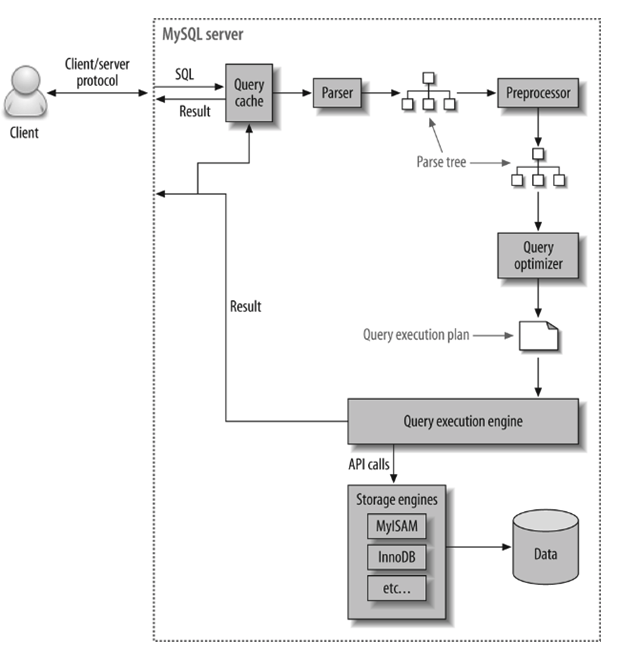 MySQL server
Client/server
protocol
Client
SQL
Result
Query
cache
Parser
Preprocessor
Parse tree
Query
optimizer
Query execution plan
Result
Query execution engine
API calls
Storage engines
MyISAM
InnoDB
etc...
Data